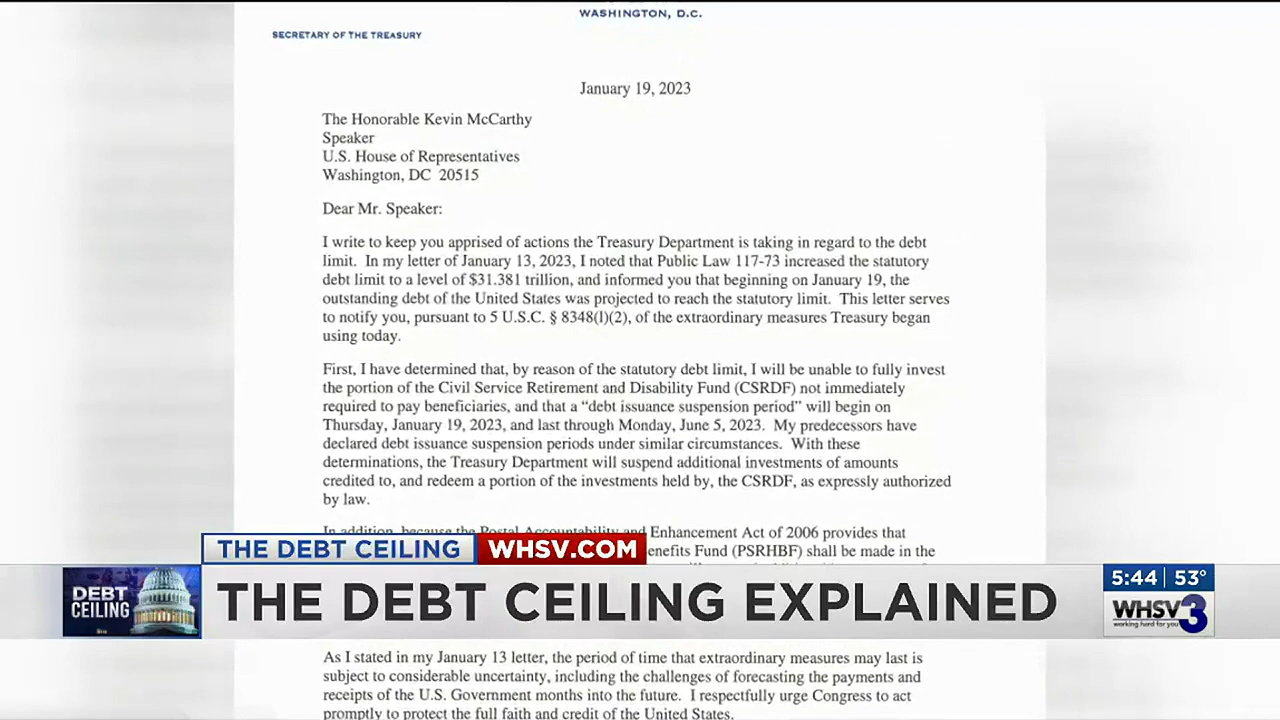 WASHINGTON, D.C.
SECRETARY OF THE TREASURY
January 19, 2023
The Honorable Kevin McCarthy
Speaker
U.S. House of Representatives
Washington, DC 20515
Dear Mr. Speaker:
I write to keep you apprised of actions the Treasury Department is taking in regard to the debt
limit. In my letter of January 13, 2023, I noted that Public Law 117-73 increased the statutory
debt limit to a level of $31.381 trillion, and informed you that beginning on January 19, the
outstanding debt of the United States was projected to reach the statutory limit. This letter serves
to notify you, pursuant to 5 U.S.C. § 8348(l)(2), of the extraordinary measures Treasury began
using today.
First, I have determined that, by reason of the statutory debt limit, I will be unable to fully invest
the portion of the Civil Service Retirement and Disability Fund (CSRDF) not immediately
required to pay beneficiaries, and that a “debt issuance suspension period” will begin on
Thursday, January 19, 2023, and last through Monday, June 5, 2023. My predecessors have
declared debt issuance suspension periods under similar circumstances. With these
determinations, the Treasury Department will suspend additional investments of amounts
credited to, and redeem a portion of the investments held by, the CSRDF, as expressly authorized
by law.
In addition, because the Postal Accountability and Enhancement Act of 2006 provides that
enefits Fund (PSRHBF) shall be made in the
THE DEBT CEILING
WHSV.COM
DEBT
CEILING
THE DEBT CEILING EXPLAINED
5:44 53°
WHSV3
working hard for you
As I stated in my January 13 letter, the period of time that extraordinary measures may last is
subject to considerable uncertainty, including the challenges of forecasting the payments and
receipts of the U.S. Government months into the future. I respectfully urge Congress to act
promptly to protect the full faith and credit of the United States.